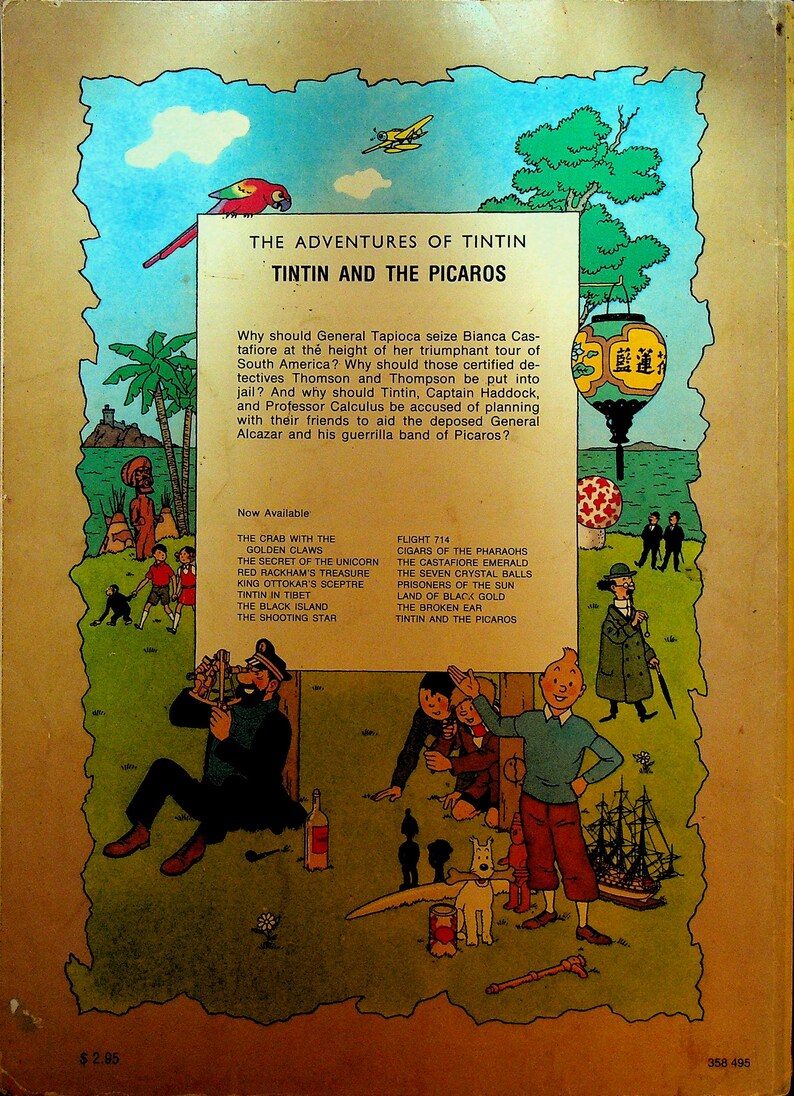 THE ADVENTURES OF TINTIN
TINTIN AND THE PICAROS
Why should General Tapioca seize Bianca Cas-
tafiore at the height of her triumphant tour of
South America? Why should those certified de-
tectives Thomson and Thompson be put into
jail? And why should Tintin, Captain Haddock,
and Professor Calculus be accused of planning
with their friends to aid the deposed General
Alcazar and his guerrilla band of Picaros?
藍蓮花
Now Available
THE CRAB WITH THE
GOLDEN CLAWS
THE SECRET OF THE UNICORN
RED RACKHAM'S TREASURE
KING OTTOKAR'S SCEPTRE
TINTIN IN TIBET
THE BLACK ISLAND
THE SHOOTING STAR
FLIGHT 714
CIGARS OF THE PHARAOHS
THE CASTAFIORE EMERALD
THE SEVEN CRYSTAL BALLS
PRISONERS OF THE SUN
LAND OF BLACK GOLD
THE BROKEN EAR
TINTIN AND THE PICAROS
$ 2.95
358 495